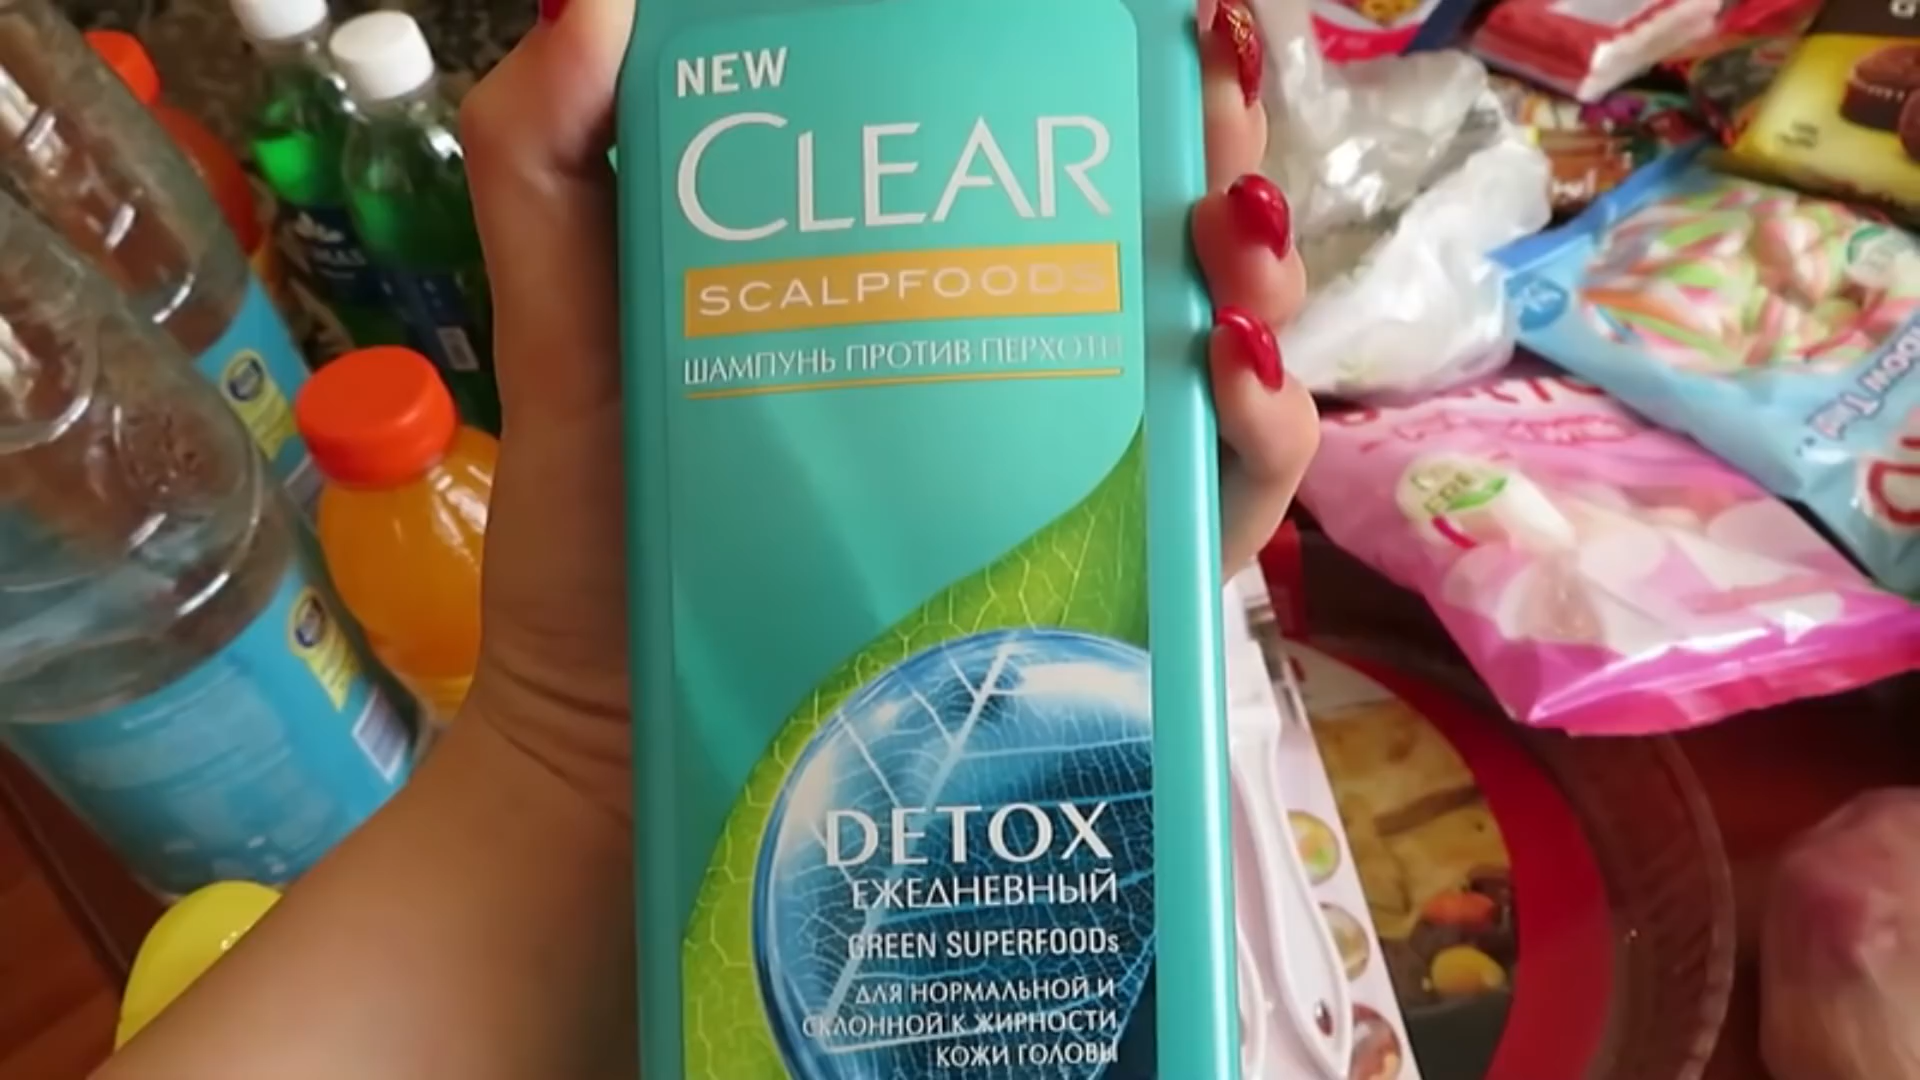 NEW
CLEAR
SCALPFOODS
ШАМПУНЬ ПРОТИВ ПЕРХОТИ
DETOX
ЕЖЕДНЕВНЫЙ
GREEN SUPERFOODs
ДЛЯ НОРМАЛЬНОЙ И
СКЛОННОЙ К ЖИРНОСТИ
КОЖИ ГОЛОВЫ